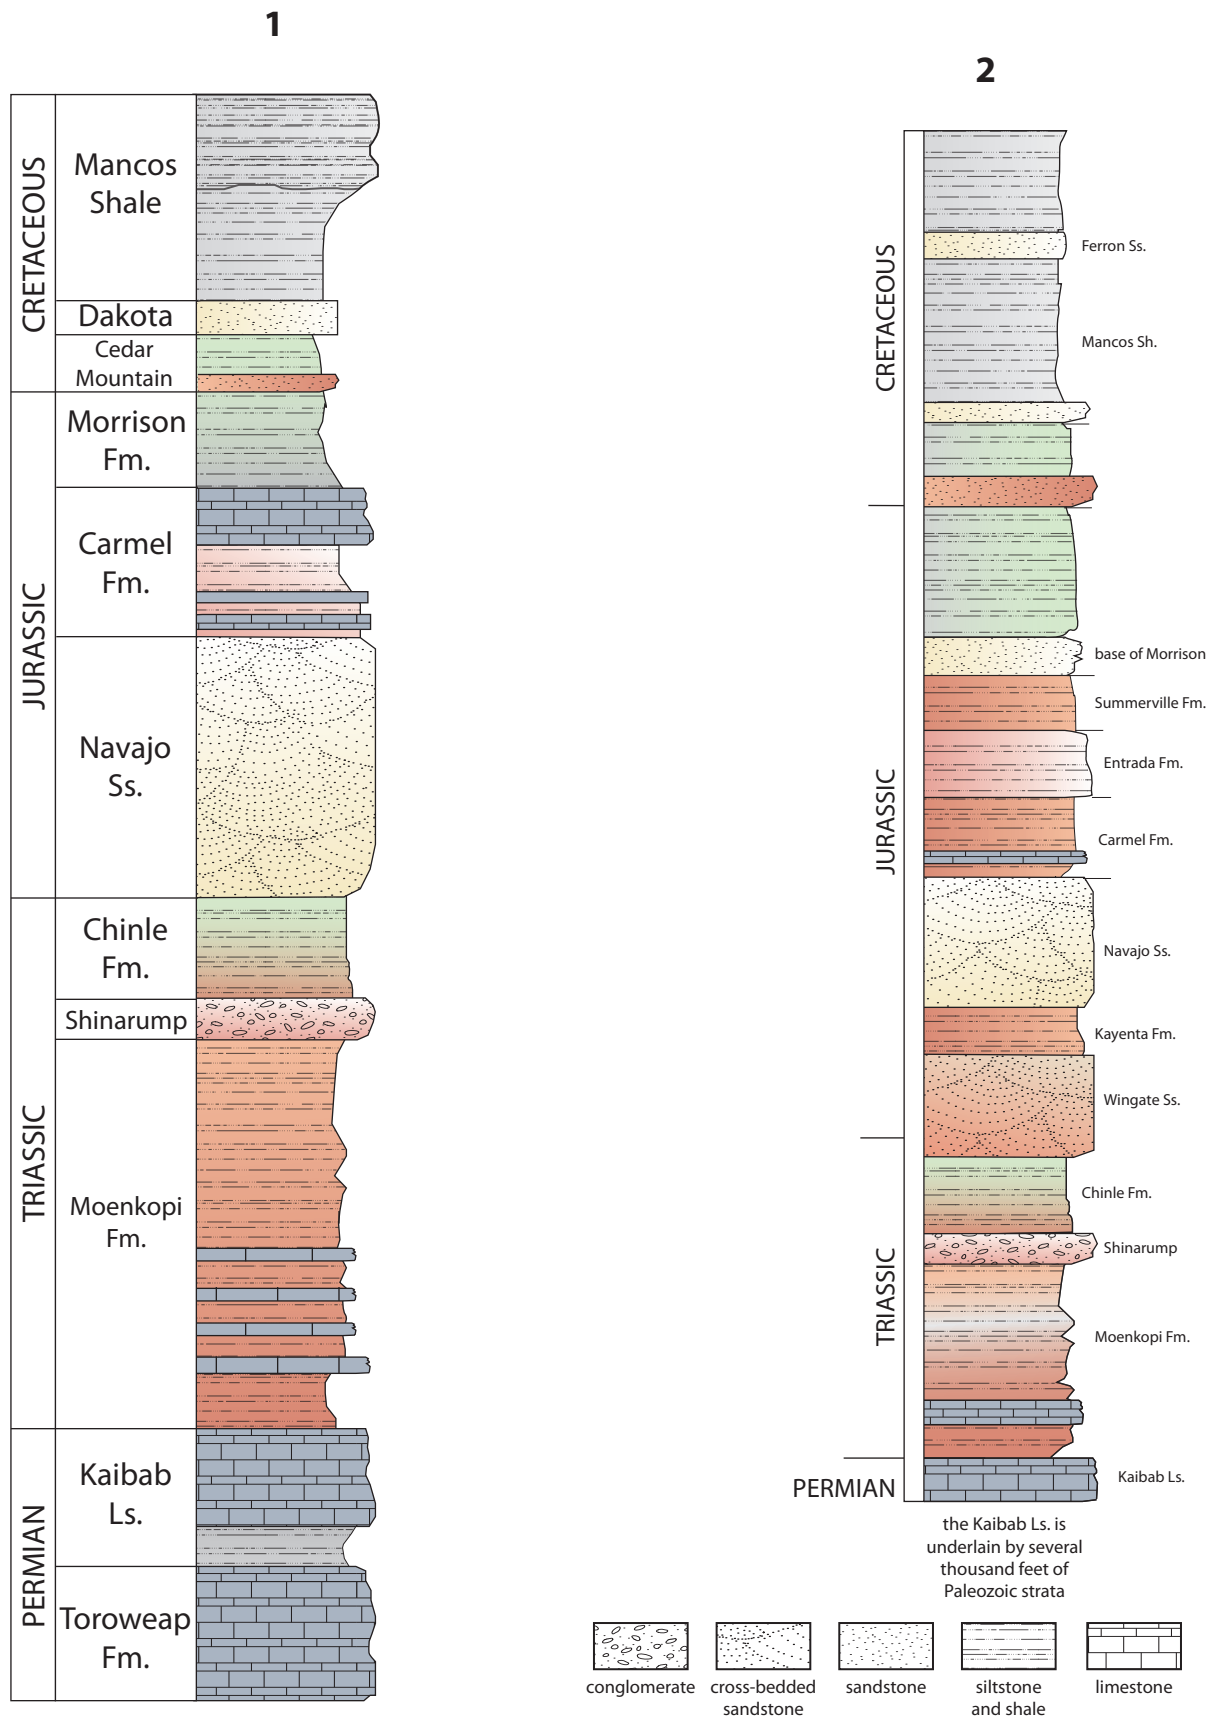 1
CRETACEOUS
Mancos
Shale
Dakota
Cedar
Mountain
JURASSIC
Morrison
Fm.
Carmel
Fm.
Navajo
Ss.
TRIASSIC
Chinle
Fm.
Shinarump
Moenkopi
Fm.
PERMIAN
Kaibab
Ls.
Toroweap
Fm.
2
CRETACEOUS
Ferron Ss.
Mancos Sh.
JURASSIC
base of Morrison
Summerville Fm.
Entrada Fm.
Carmel Fm.
Navajo Ss.
Kayenta Fm.
Wingate Ss.
TRIASSIC
Chinle Fm.
Shinarump
Moenkopi Fm.
PERMIAN
Kaibab Ls.
the Kaibab Ls. is
underlain by several
thousand feet of
Paleozoic strata
conglomerate
cross-bedded
sandstone
sandstone
siltstone
and shale
limestone